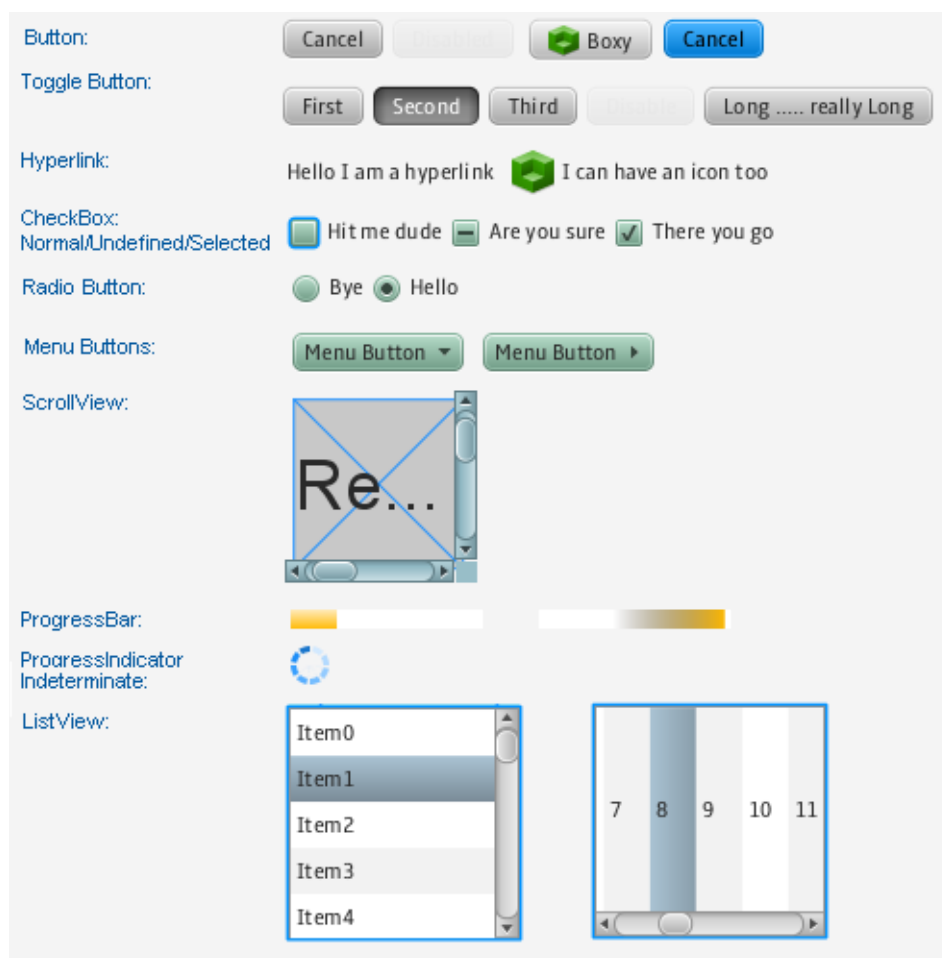 Button:
Cancel Disabled Boxy Cancel
Toggle Button:
First Second Third Disable Long ..... really Long
Hyperlink:
Hello I am a hyperlink I can have an icon too
CheckBox:
Normal/Undefined/Selected
Hit me dude Are you sure There you go
Radio Button:
Bye Hello
Menu Buttons:
Menu Button Menu Button
ScrollView:
Re...
ProgressBar:
ProgressIndicator
Indeterminate:
ListView:
Item0
Item1
Item2
Item3
Item4
7 8 9 10 11